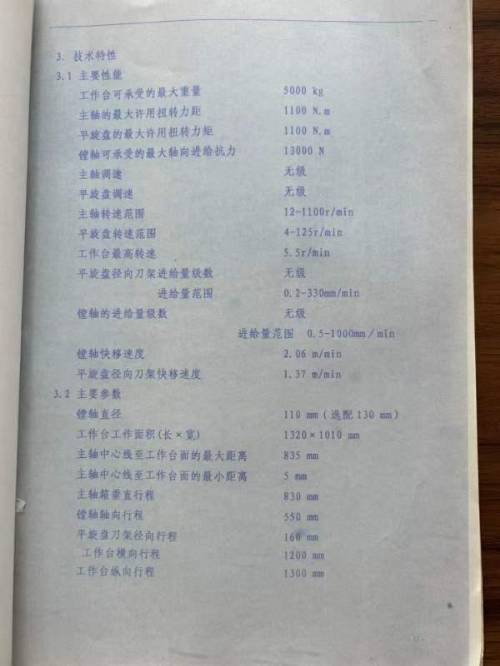 3. 技术特性
3.1 主要性能
工作台可承受的最大重量 5000 kg
主轴的最大许用扭转力距 1100 N.m
平旋盘的最大许用扭转力矩 1100 N.m
镗轴可承受的最大轴向进给抗力 13000 N
主轴调速 无级
平旋盘调速 无级
主轴转速范围 12-1100r/min
平旋盘转速范围 4-125r/min
工作台最高转速 5.5r/min
平旋盘径向刀架进给量级数 无级
进给量范围 0.2-330mm/min
镗轴的进给量级数 无级
进给量范围 0.5-1000mm/min
镗轴快移速度 2.06 m/min
平旋盘径向刀架快移速度 1.37 m/min
3.2 主要参数
镗轴直径 110 mm (选配 130 mm)
工作台工作面积(长×宽) 1320×1010 mm
主轴中心线至工作台面的最大距离 835 mm
主轴中心线至工作台面的最小距离 5 mm
主轴箱垂直行程 830 mm
镗轴轴向行程 550 mm
平旋盘刀架径向行程 160 mm
工作台横向行程 1200 mm
工作台纵向行程 1300 mm